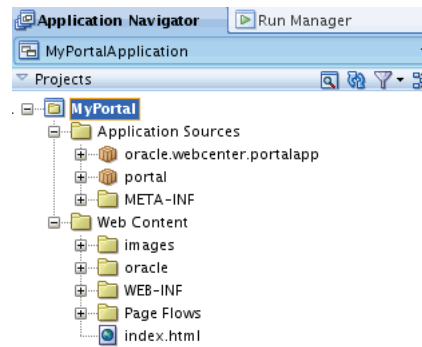 Application Navigator Run Manager
MyPortalApplication
Projects
MyPortal
Application Sources
oracle.webcenter.portalapp
portal
META-INF
Web Content
images
oracle
WEB-INF
Page Flows
index.html